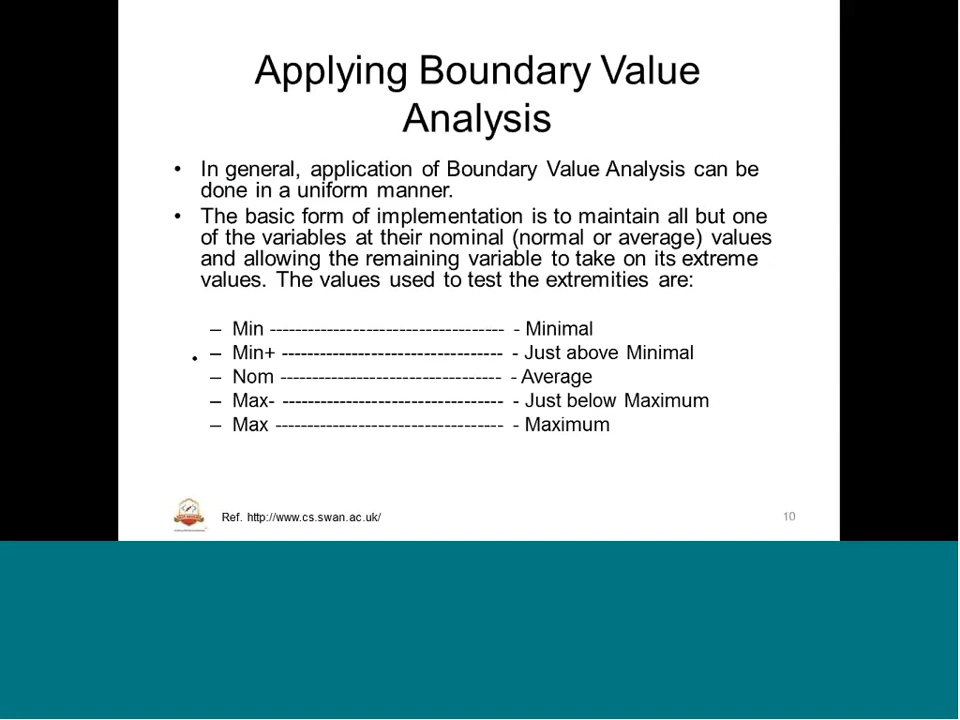 Applying Boundary Value
Analysis
• In general, application of Boundary Value Analysis can be
done in a uniform manner.
• The basic form of implementation is to maintain all but one
of the variables at their nominal (normal or average) values
and allowing the remaining variable to take on its extreme
values. The values used to test the extremities are:
– Min ------------------------------------- - Minimal
• – Min+ ----------------------------------- - Just above Minimal
– Nom ----------------------------------- - Average
– Max- ----------------------------------- - Just below Maximum
– Max ------------------------------------ - Maximum
Ref. http://www.cs.swan.ac.uk/
10